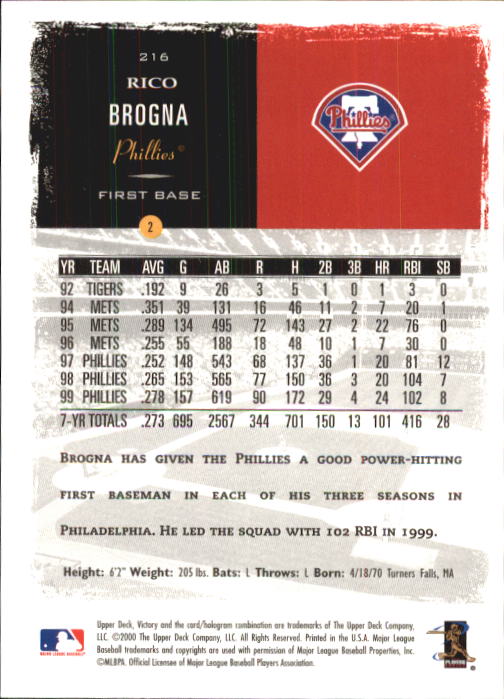 216
RICO
BROGNA
Phillies®
FIRST BASE
Phillies
2
YR TEAM AVG G AB R H 2B 3B HR RBI SB
92 TIGERS .192 9 26 3 5 1 0 1 3 0
94 METS .351 39 131 16 46 11 2 7 20 1
95 METS .289 134 495 72 143 27 2 22 76 0
96 METS .255 55 188 18 48 10 1 7 30 0
97 PHILLIES .252 148 543 68 137 36 1 20 81 12
98 PHILLIES .265 153 565 77 150 36 3 20 104 7
99 PHILLIES .278 157 619 90 172 29 4 24 102 8
7-YR TOTALS .273 695 2567 344 701 150 13 101 416 28
BROGNA HAS GIVEN THE PHILLIES A GOOD POWER-HITTING
FIRST BASEMAN IN EACH OF HIS THREE SEASONS IN
PHILADELPHIA. HE LED THE SQUAD WITH 102 RBI IN 1999.
Height: 6'2" Weight: 205 lbs. Bats: L Throws: L Born: 4/18/70 Turners Falls, MA
Upper Deck, Victory and the card/hologram combination are trademarks of The Upper Deck Company,
LLC. ©2000 The Upper Deck Company, LLC. All Rights Reserved. Printed in the U.S.A. Major League
Baseball trademarks and copyrights are used with permission of Major League Baseball Properties, Inc.
©MLBPA. Official Licensee of Major League Baseball Players Association.
MAJOR LEAGUE BASEBALL
PLAYERS